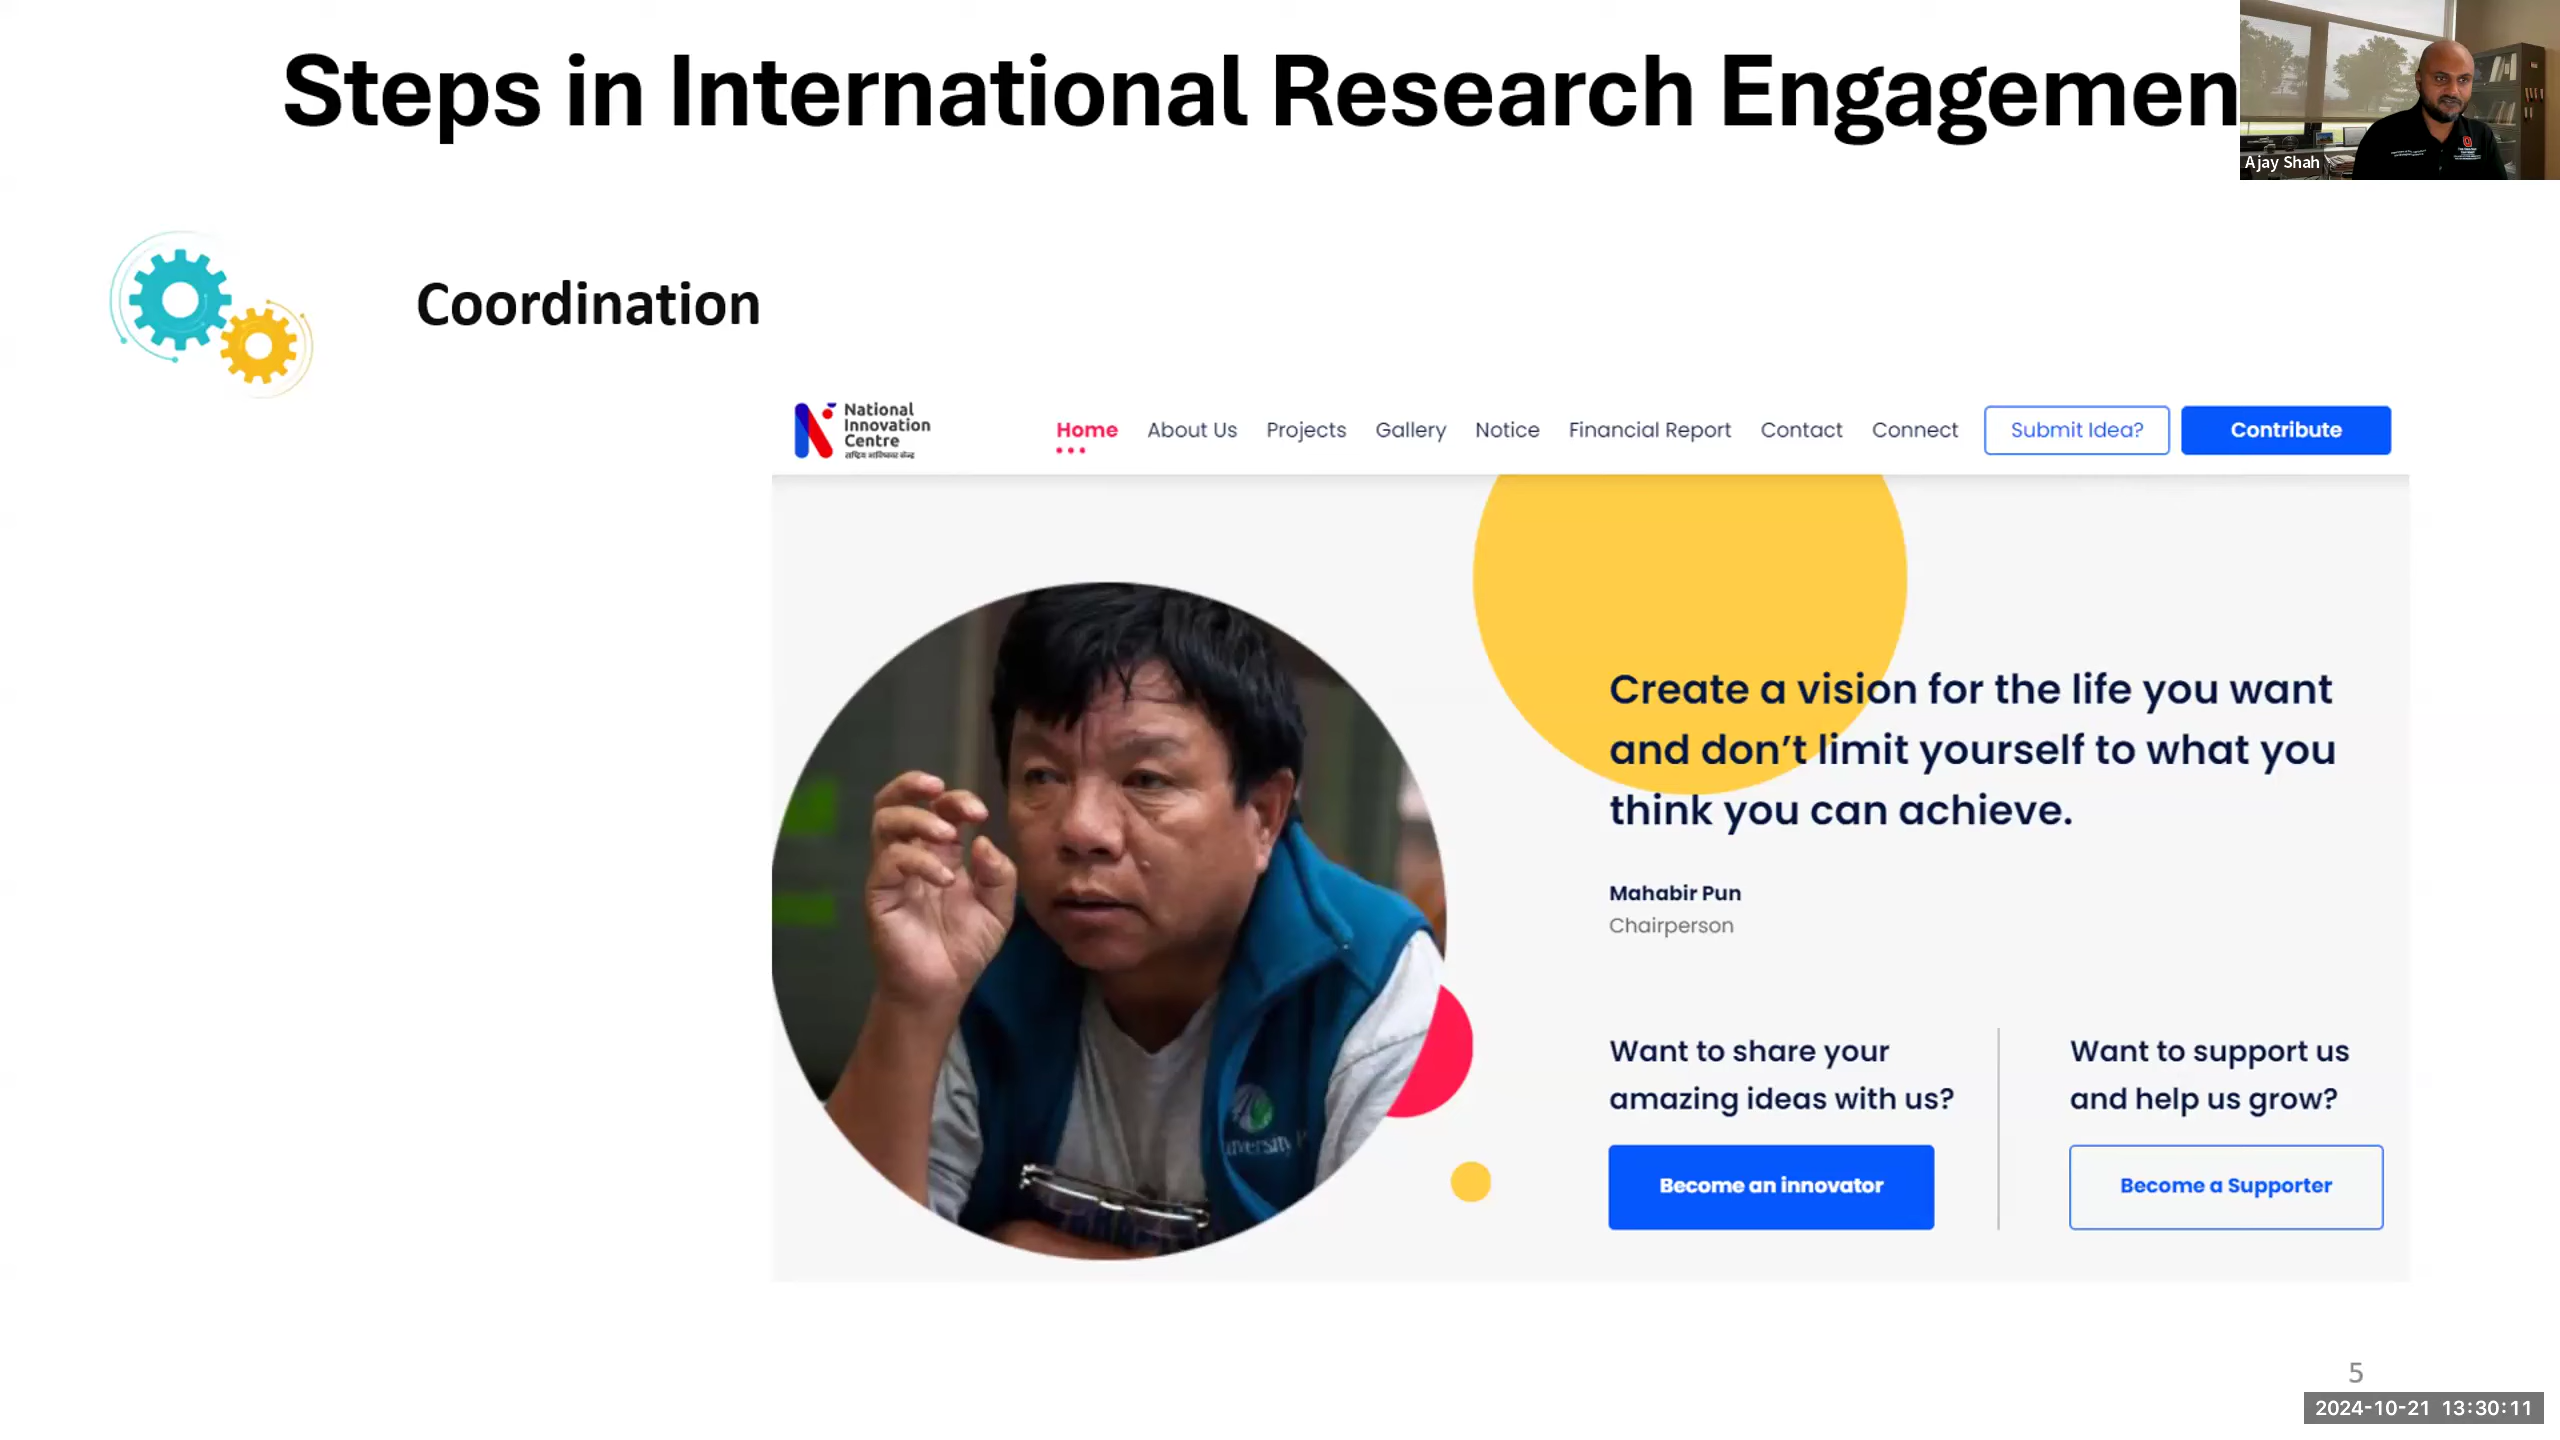 Steps in International Research Engagemen
Ajay Shah
Coordination
National
Innovation
Centre
राष्ट्रिय आविष्कार केन्द्र
Home
About Us
Projects
Gallery
Notice
Financial Report
Contact
Connect
Submit Idea?
Contribute
Create a vision for the life you want
and don’t limit yourself to what you
think you can achieve.
Mahabir Pun
Chairperson
Want to share your
amazing ideas with us?
Become an innovator
Want to support us
and help us grow?
Become a Supporter
5
2024-10-21 13:30:11